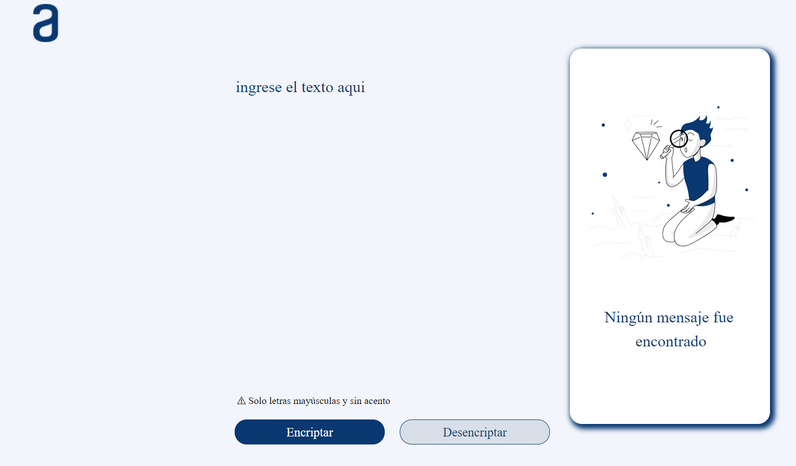 a
ingrese el texto aqui
Ningún mensaje fue
encontrado
⚠ Solo letras mayúsculas y sin acento
Encriptar
Desencriptar